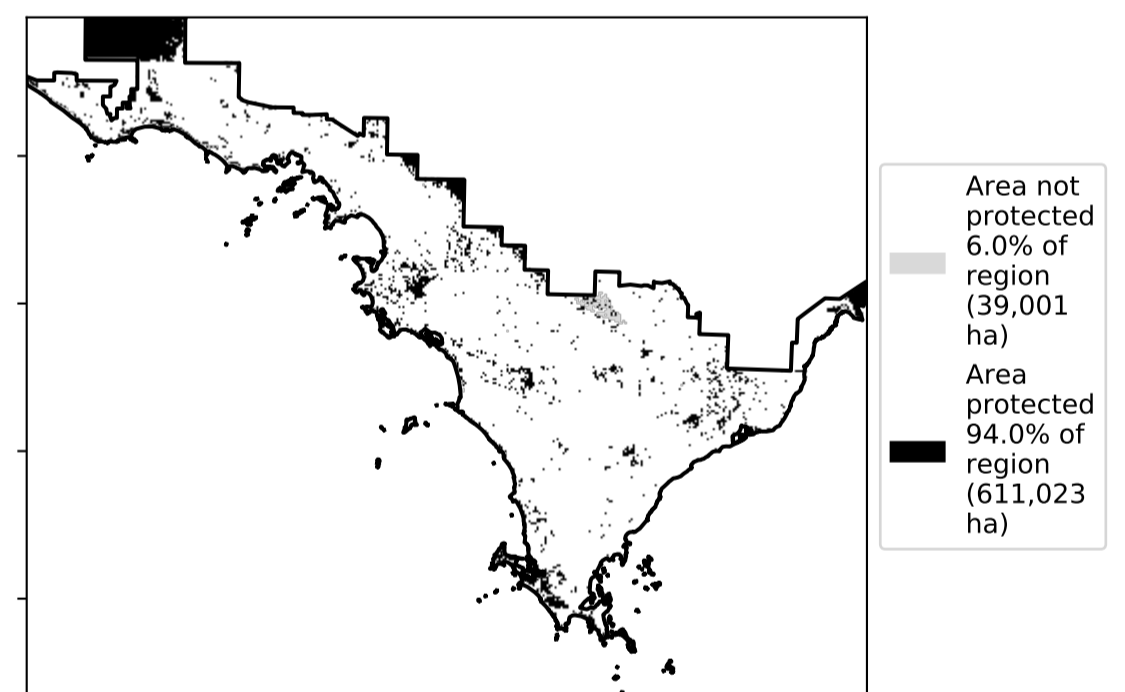 Area not
protected
6.0% of
region
(39,001
ha)
Area
protected
94.0% of
region
(611,023
ha)